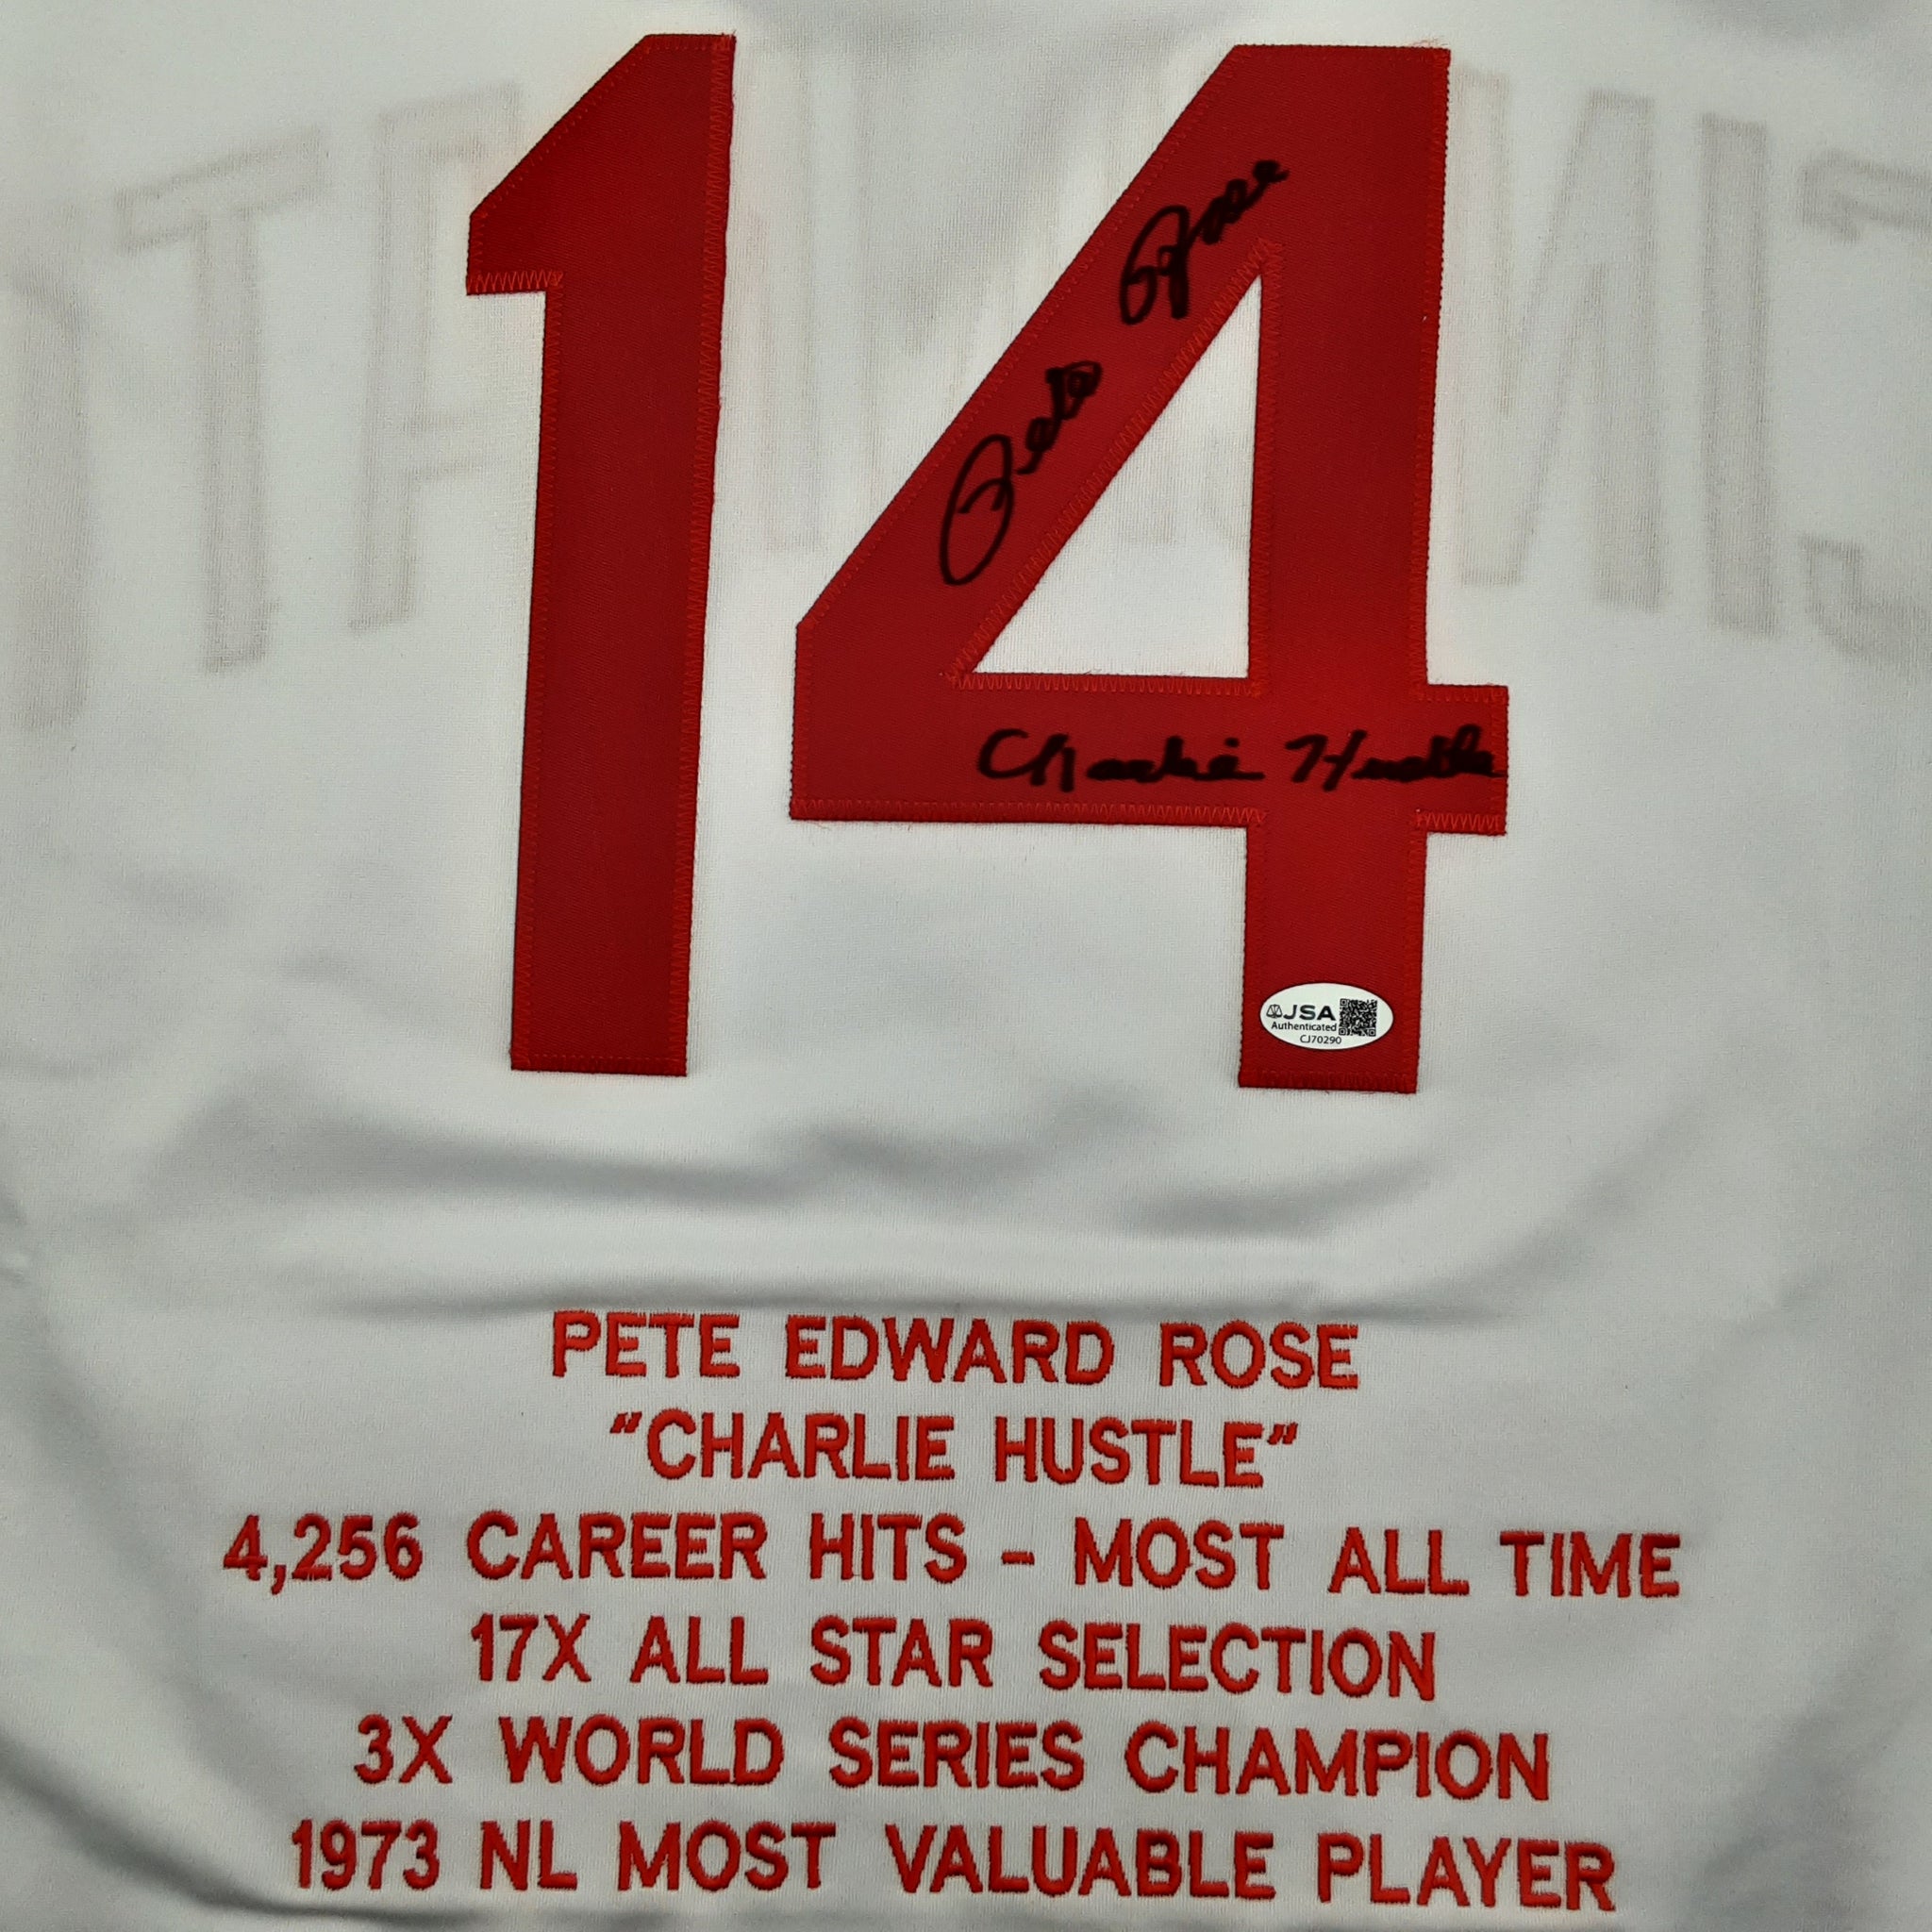 14
Pete Rose
Charlie Hustle
JSA
Authenticated
CJ70290
PETE EDWARD ROSE
"CHARLIE HUSTLE"
4,256 CAREER HITS - MOST ALL TIME
17X ALL STAR SELECTION
3X WORLD SERIES CHAMPION
1973 NL MOST VALUABLE PLAYER